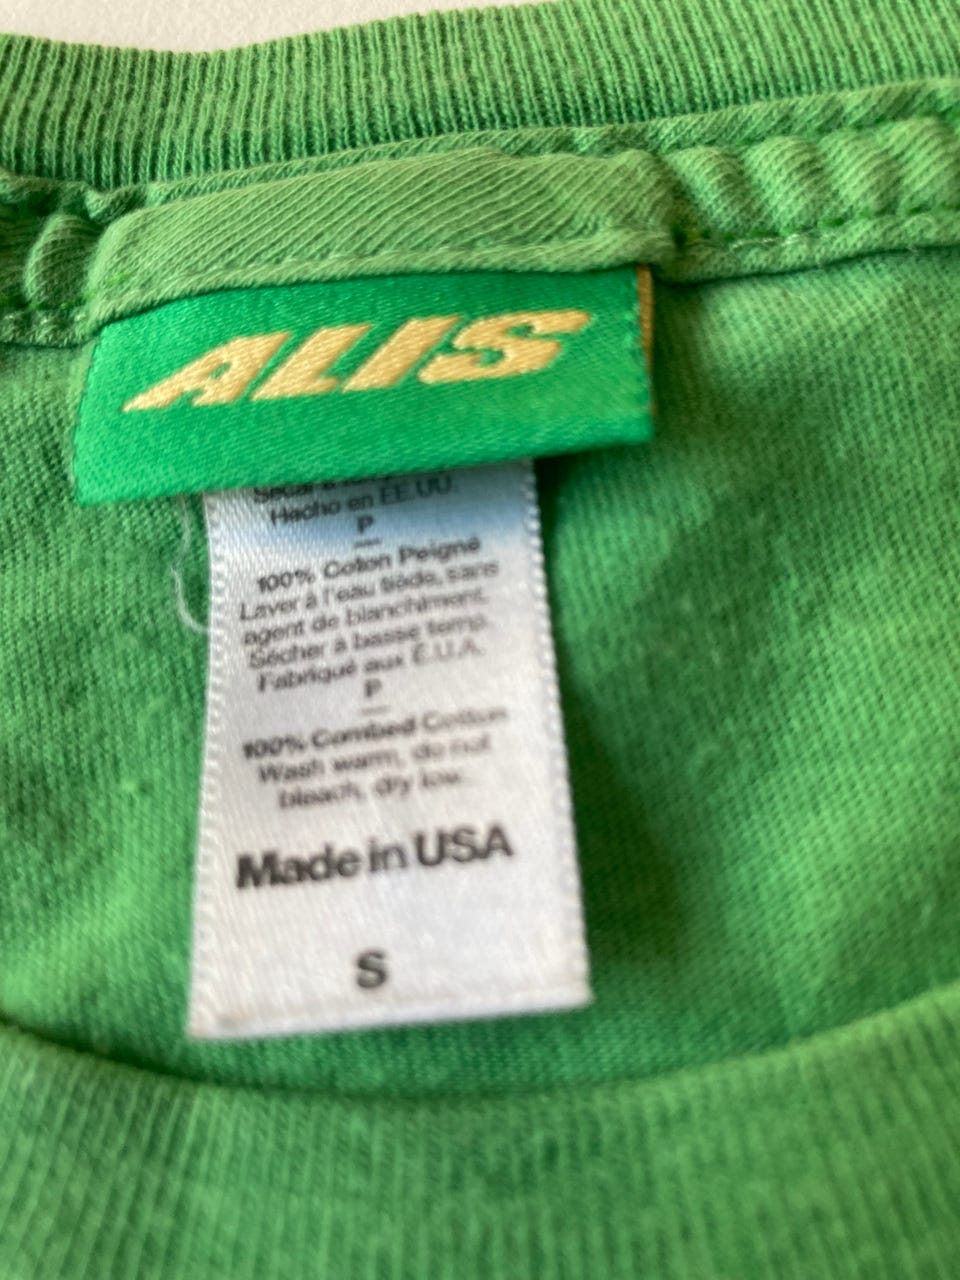 ALIS
Hecho en EE.UU.
P
100% Coton Peigné
Laver à l'eau tiède, sans
agent de blanchiment.
Sécher à basse temp.
Fabriqué aux É.U.A.
P
100% Combed Cotton
Wash warm, do not
bleach, dry low.
Made in USA
S